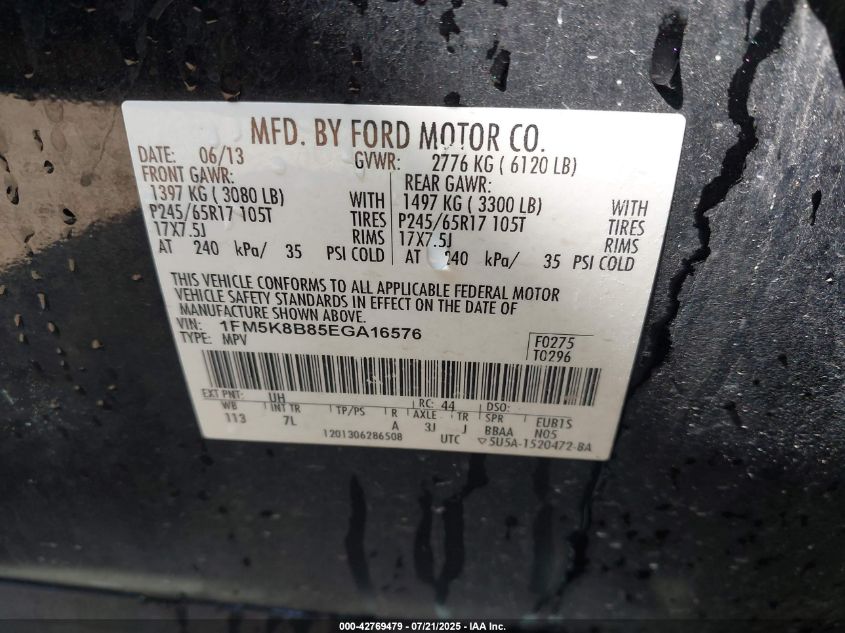 MFD. BY FORD MOTOR CO.
DATE: 06/13 GVWR: 2776 KG ( 6120 LB)
FRONT GAWR: REAR GAWR:
1397 KG ( 3080 LB) WITH 1497 KG ( 3300 LB) WITH
P245/65R17 105T TIRES P245/65R17 105T TIRES
17X7.5J RIMS 17X7.5J RIMS
AT 240 kPa/ 35 PSI COLD AT 240 kPa/ 35 PSI COLD
THIS VEHICLE CONFORMS TO ALL APPLICABLE FEDERAL MOTOR
VEHICLE SAFETY STANDARDS IN EFFECT ON THE DATE OF
MANUFACTURE SHOWN ABOVE.
VIN: 1FM5K8B85EGA16576 F0275
TYPE: MPV T0296
EXT PNT: UH RC: 44 DSO:
WB INT TR TP/PS R AXLE TR SPR EUB1S
113 7L A 3J J BBAA N05
1201306286508 UTC ▽5U5A-1520472-BA
000-42769479 / 07/21/2025 / IAA Inc.